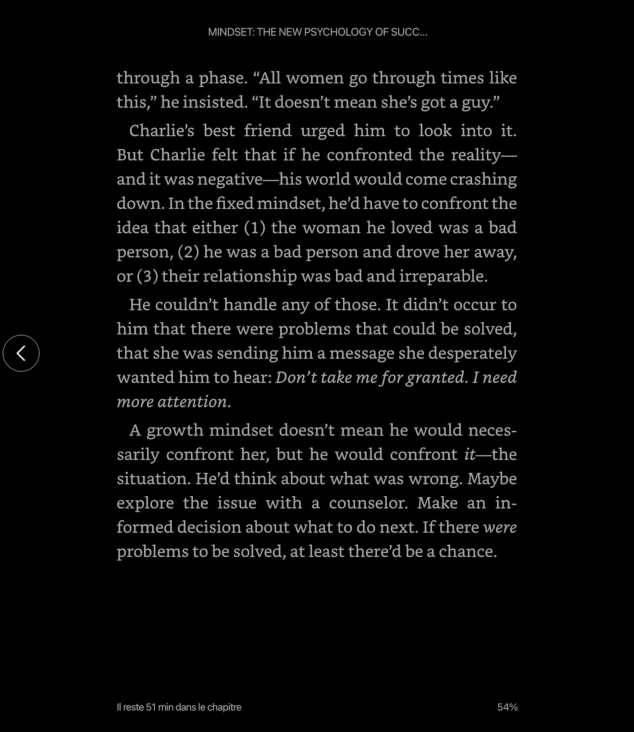 MINDSET: THE NEW PSYCHOLOGY OF SUCC...
through a phase. “All women go through times like
this,” he insisted. “It doesn’t mean she’s got a guy.”
Charlie’s best friend urged him to look into it.
But Charlie felt that if he confronted the reality—
and it was negative—his world would come crashing
down. In the fixed mindset, he’d have to confront the
idea that either (1) the woman he loved was a bad
person, (2) he was a bad person and drove her away,
or (3) their relationship was bad and irreparable.
He couldn’t handle any of those. It didn’t occur to
him that there were problems that could be solved,
that she was sending him a message she desperately
wanted him to hear: Don’t take me for granted. I need
more attention.
A growth mindset doesn’t mean he would neces-
sarily confront her, but he would confront it—the
situation. He’d think about what was wrong. Maybe
explore the issue with a counselor. Make an in-
formed decision about what to do next. If there were
problems to be solved, at least there’d be a chance.
Il reste 51 min dans le chapitre
54%